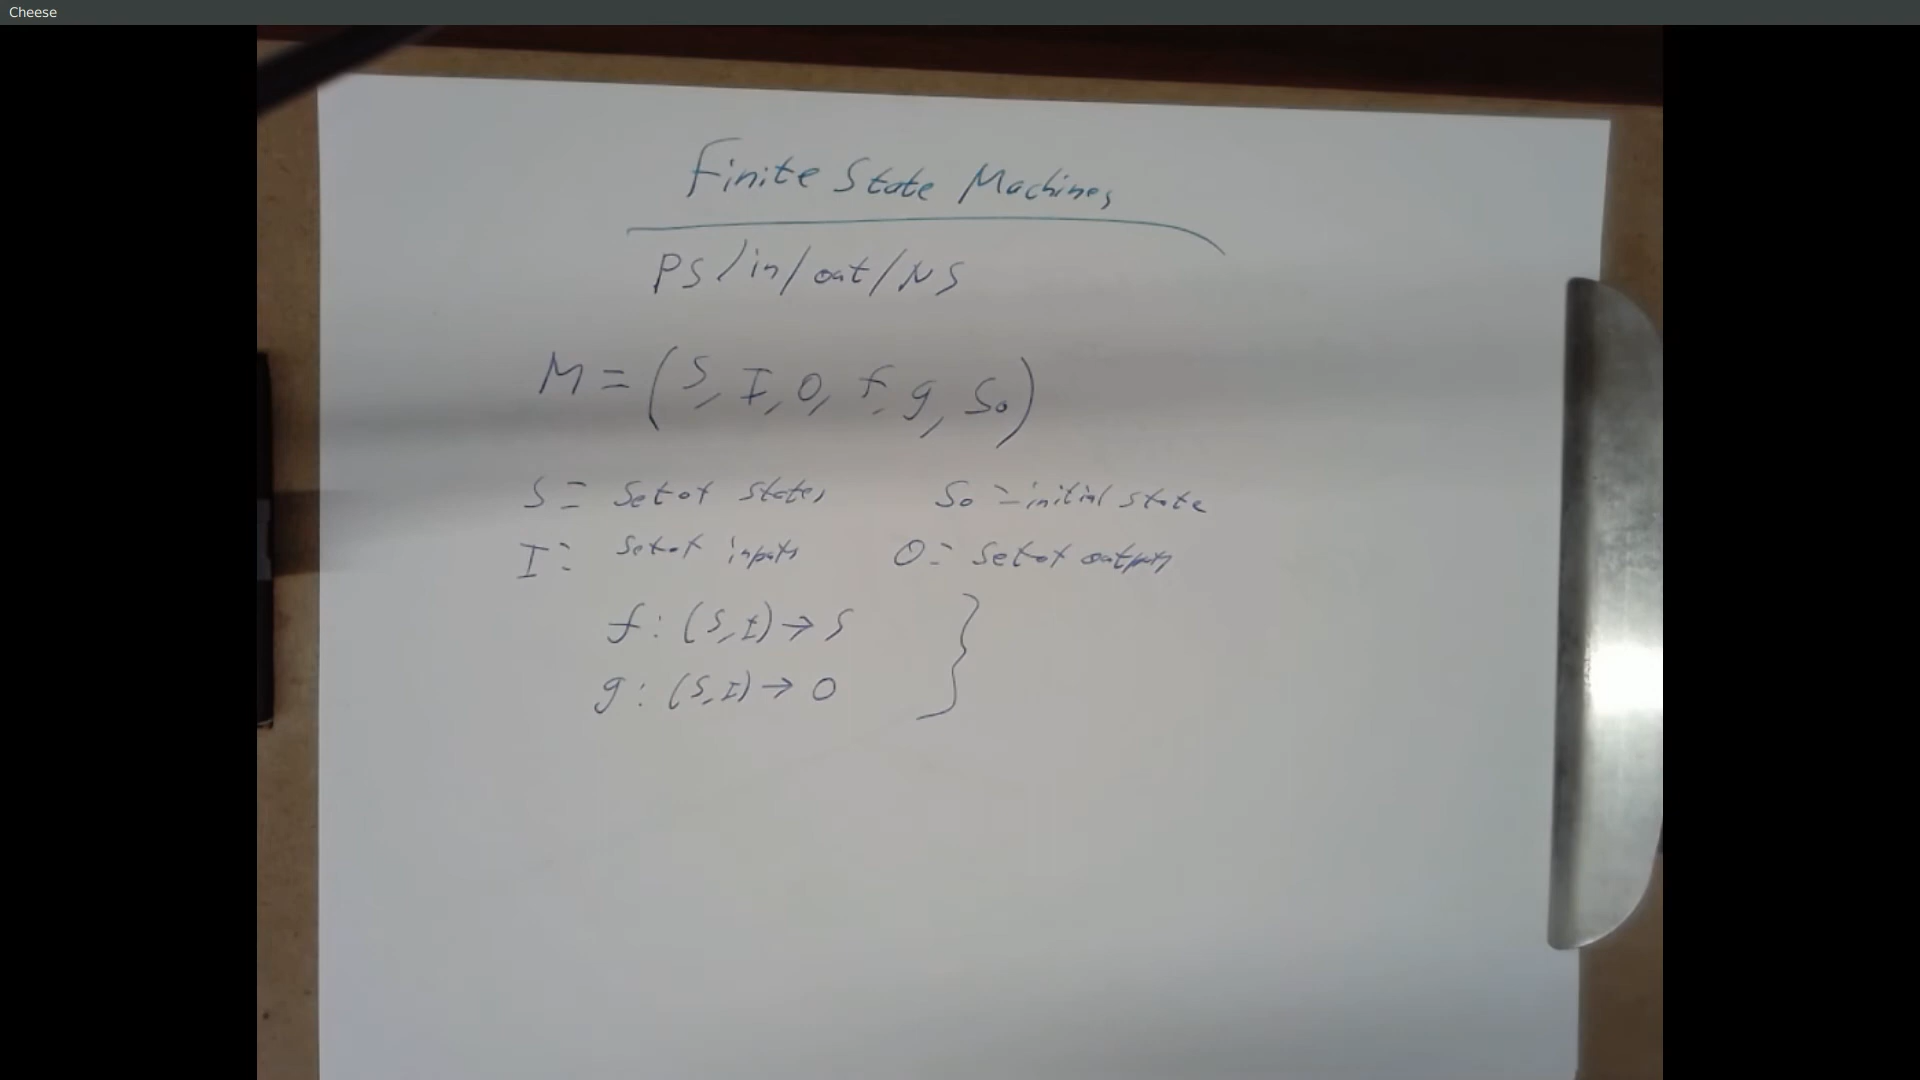 Cheese
Finite State Machines
PS/in/out/NS
M = (S, I, O, f, g, S₀)
S = Set of states S₀ = initial state
I = Set of inputs O = Set of outputs
f : (S, I) → S }
g : (S, I) → O